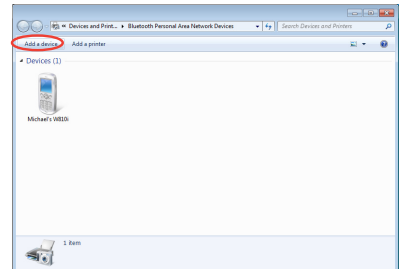 « Devices and Print... ▸ Bluetooth Personal Area Network Devices
Search Devices and Printers
Add a device
Add a printer
Devices (1)
Michael's W810i
1 item